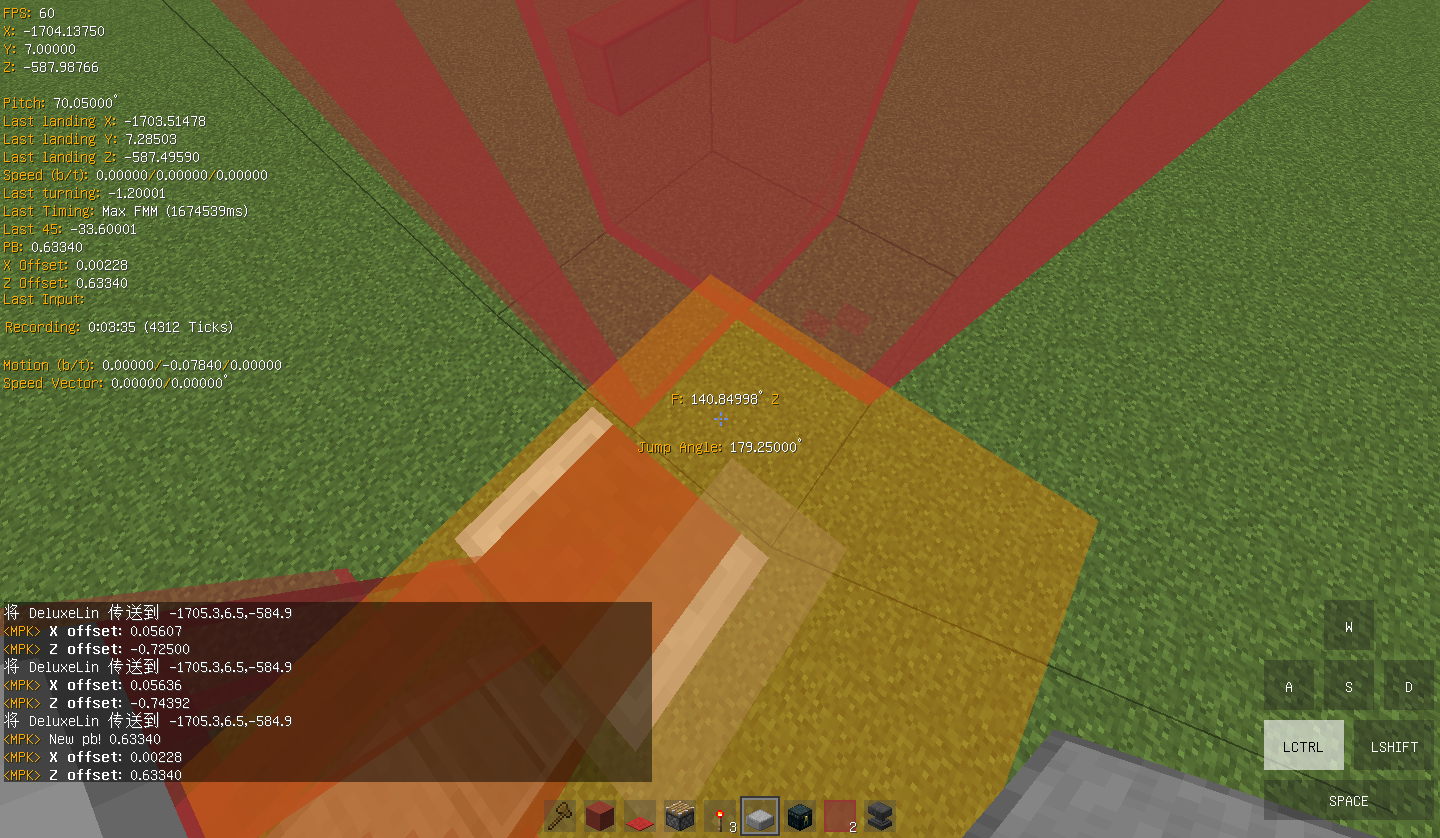 FPS: 60
X: -1704.13750
Y: 7.00000
Z: -587.98766
Pitch: 70.05000°
Last landing X: -1703.51478
Last landing Y: 7.28503
Last landing Z: -587.49590
Speed (b/t): 0.00000/0.00000/0.00000
Last turning: -1.20001
Last Timing: Max FMM (1674539ms)
Last 45: -33.60001
PB: 0.63340
X Offset: 0.00228
Z Offset: 0.63340
Last Input:
Recording: 0:03:35 (4312 Ticks)
Motion (b/t): 0.00000/-0.07840/0.00000
Speed Vector: 0.00000/0.00000°
F: 140.84998° Z
Jump Angle: 179.25000°
将 DeluxeLin 传送到 -1705.3,6.5,-584.9
<MPK> X offset: 0.05607
<MPK> Z offset: -0.72500
将 DeluxeLin 传送到 -1705.3,6.5,-584.9
<MPK> X offset: 0.05636
<MPK> Z offset: -0.74392
将 DeluxeLin 传送到 -1705.3,6.5,-584.9
<MPK> New pb! 0.63340
<MPK> X offset: 0.00228
<MPK> Z offset: 0.63340
W
A S D
LCTRL LSHIFT
SPACE
3 2